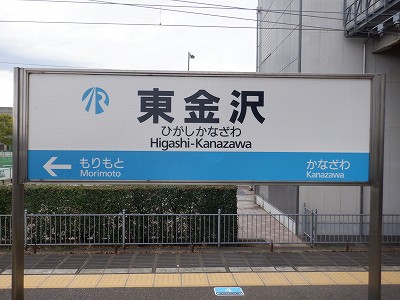 東金沢
ひがしかなざわ
Higashi-Kanazawa
← もりもと
Morimoto
かなざわ
Kanazawa